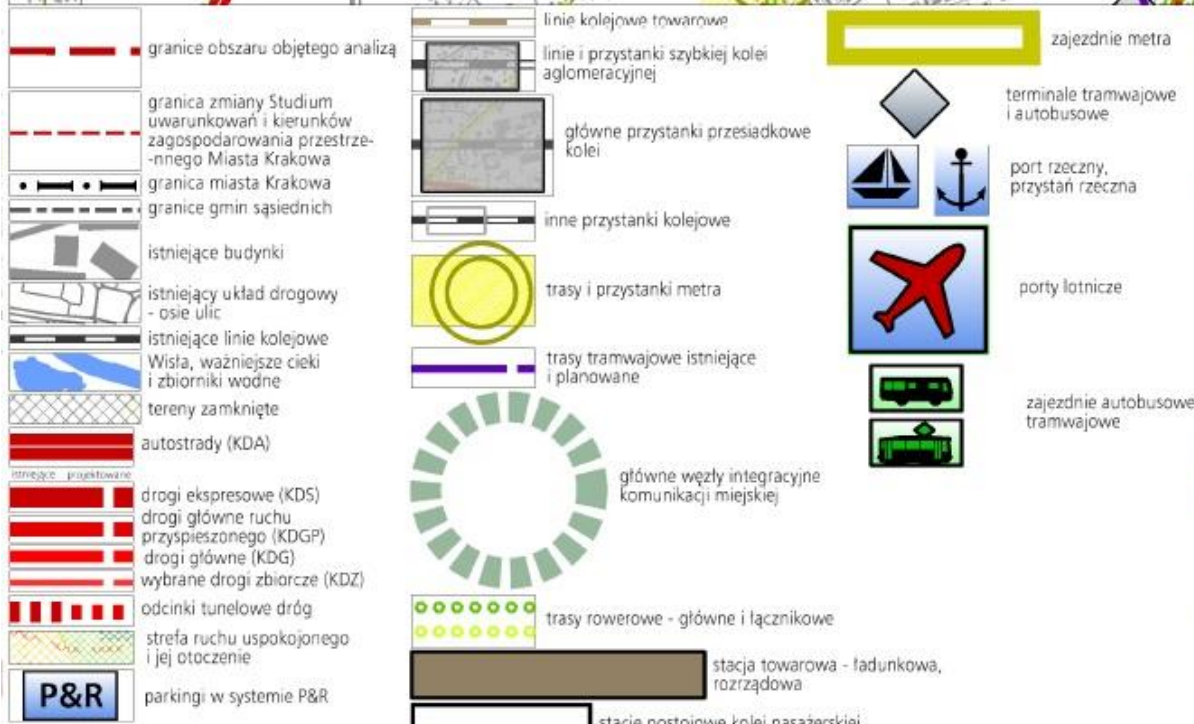 granice obszaru objętego analizą
granica zmiany Studium
uwarunkowań i kierunków
zagospodarowania przestrze-
-nnego Miasta Krakowa
granica miasta Krakowa
granice gmin sąsiednich
istniejące budynki
istniejący układ drogowy
- osie ulic
istniejące linie kolejowe
Wisła, ważniejsze cieki
i zbiorniki wodne
tereny zamknięte
autostrady (KDA)
istniejące projektowane
drogi ekspresowe (KDS)
drogi główne ruchu
przyspieszonego (KDGP)
drogi główne (KDG)
wybrane drogi zbiorcze (KDZ)
odcinki tunelowe dróg
strefa ruchu uspokojonego
i jej otoczenie
P&R
parkingi w systemie P&R
linie kolejowe towarowe
linie i przystanki szybkiej kolei
aglomeracyjnej
główne przystanki przesiadkowe
kolei
inne przystanki kolejowe
trasy i przystanki metra
trasy tramwajowe istniejące
i planowane
główne węzły integracyjne
komunikacji miejskiej
trasy rowerowe - główne i łącznikowe
stacja towarowa - ładunkowa,
rozrządowa
stacje postojowe kolei pasażerskiej
zajezdnie metra
terminale tramwajowe
i autobusowe
port rzeczny,
przystań rzeczna
porty lotnicze
zajezdnie autobusowe
tramwajowe